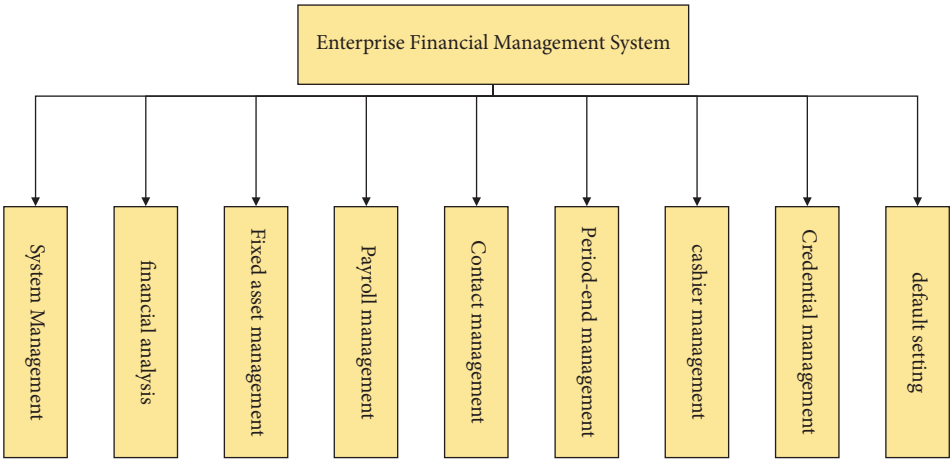 Enterprise Financial Management System
System Management
financial analysis
Fixed asset management
Payroll management
Contact management
Period-end management
cashier management
Credential management
default setting